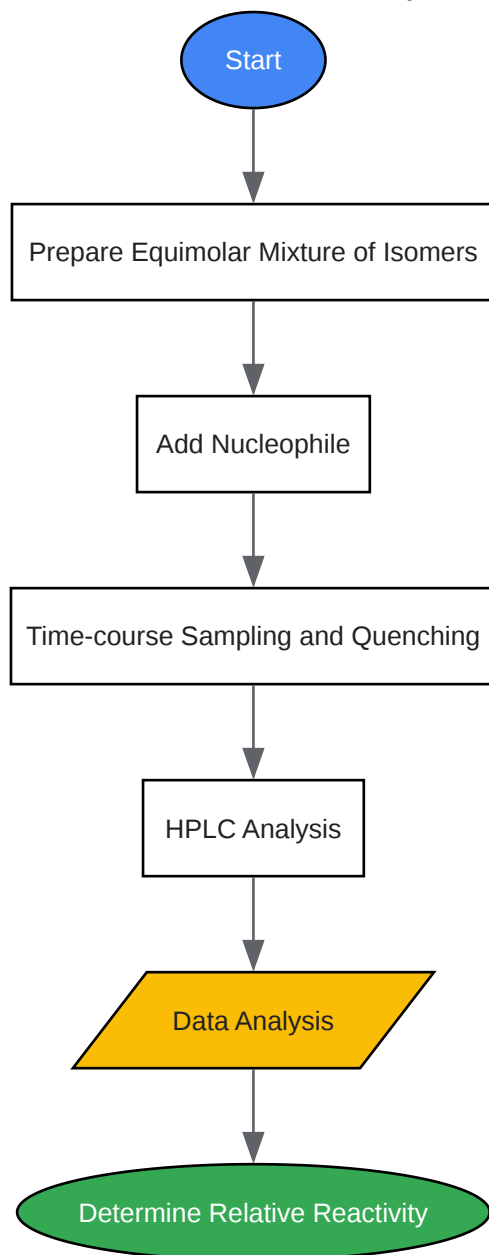 Start
Prepare Equimolar Mixture of Isomers
Add Nucleophile
Time-course Sampling and Quenching
HPLC Analysis
Data Analysis
Determine Relative Reactivity